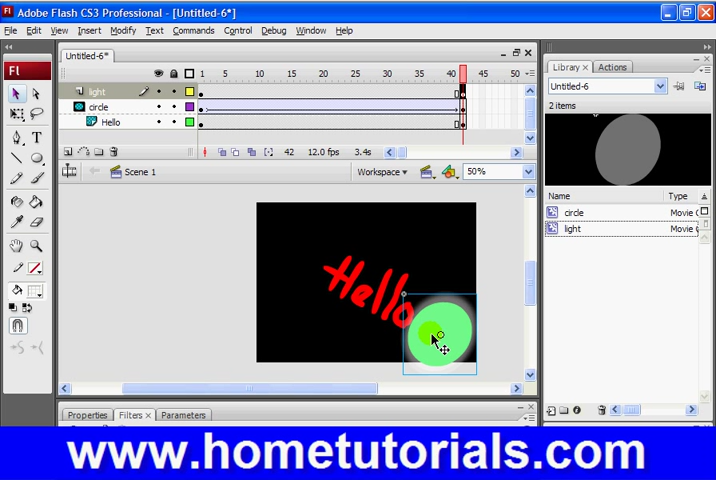 Adobe Flash CS3 Professional - [Untitled-6*]
File Edit View Insert Modify Text Commands Control Debug Window Help
Untitled-6*
1 5 10 15 20 25 30 35 40 45 50
light
circle
Hello
42 12.0 fps 3.4s
Scene 1 Workspace 50%
Hello
Properties Filters Parameters
Library Actions
Untitled-6
2 items
Name Type
circle Movie
light Movie
www.hometutorials.com